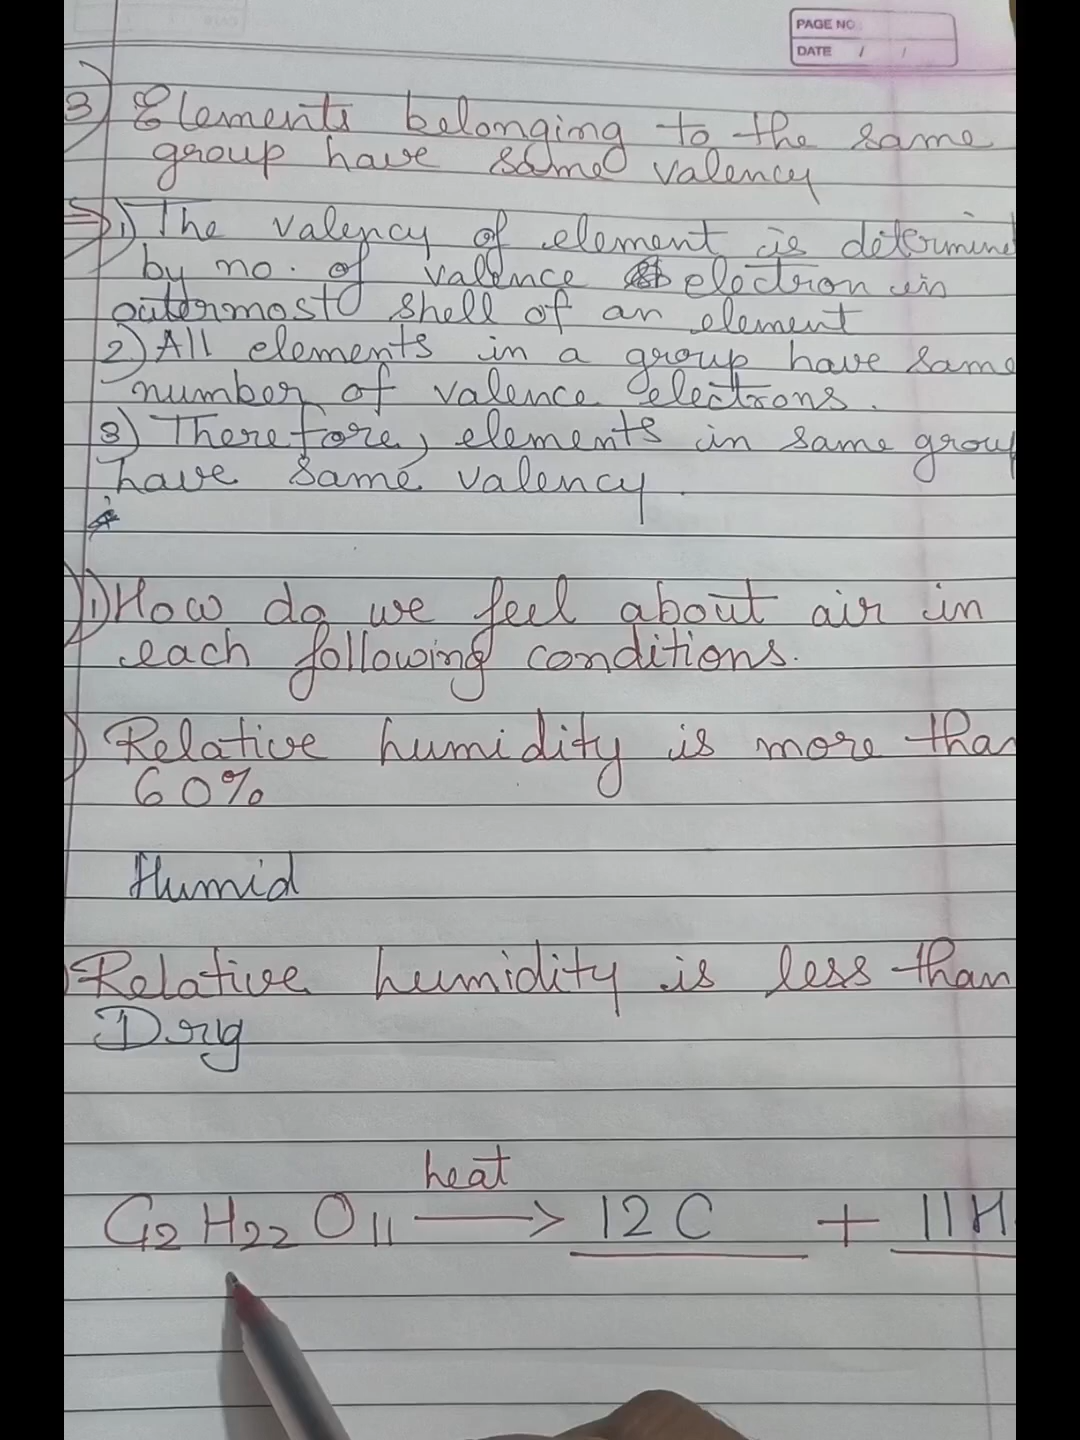 PAGE NO.
DATE / /
3) Elements belonging to the same
group have same valency
⇒ 1) The valency of element is determine
by no. of valence electron in
outermost shell of an element
2) All elements in a group have same
number of valence electrons.
3) Therefore, elements in same group
have same valency.
1) How do we feel about air in
each following conditions.
) Relative humidity is more than
60%
Humid
) Relative humidity is less than
Dry
heat
C12 H22 O11 → 12 C + 11 H